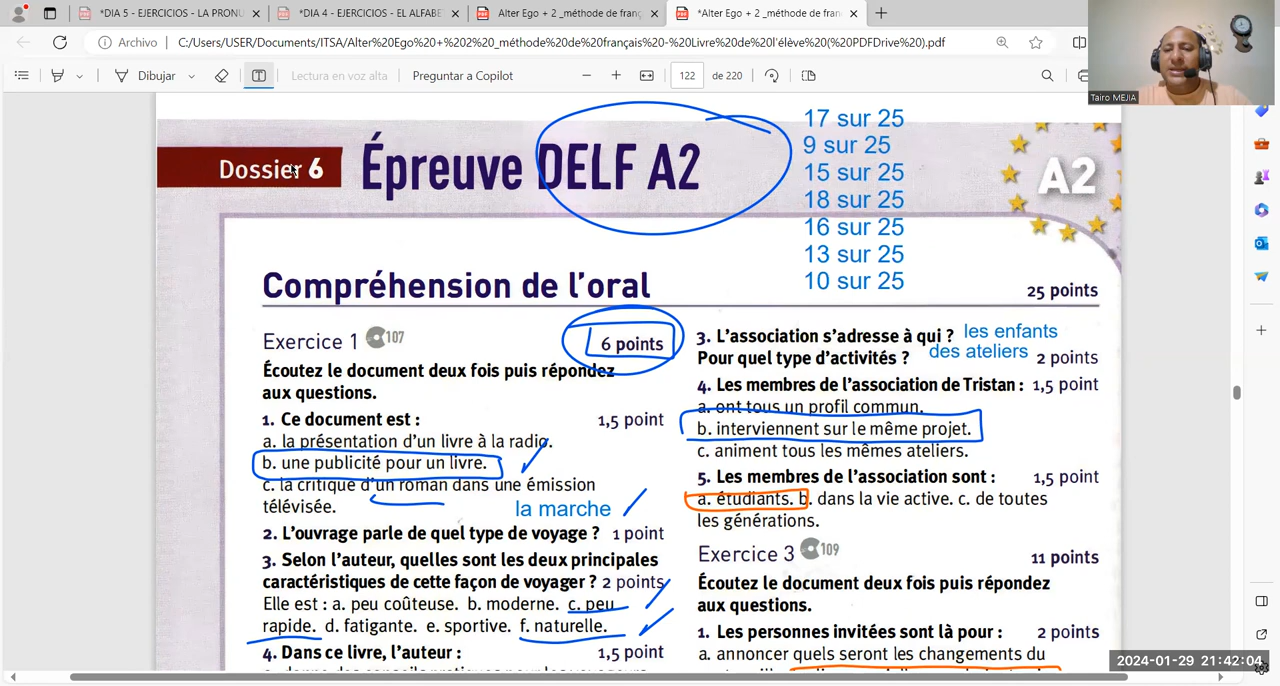 *DIA 5 - EJERCICIOS - LA PRONU
*DIA 4 - EJERCICIOS - EL ALFABE
Alter Ego + 2 _méthode de franç
*Alter Ego + 2 _méthode de fran
Archivo
C:/Users/USER/Documents/ITSA/Alter%20Ego%20+%202%20_méthode%20de%20français%20-%20Livre%20de%20l'élève%20(%20PDFDrive%20).pdf
Dibujar
Lectura en voz alta
Preguntar a Copilot
122
de 220
Tairo MEJIA
17 sur 25
9 sur 25
15 sur 25
18 sur 25
16 sur 25
13 sur 25
10 sur 25
Dossier 6
Épreuve DELF A2
A2
Compréhension de l'oral
25 points
Exercice 1 107
6 points
Écoutez le document deux fois puis répondez
aux questions.
1. Ce document est : 1,5 point
a. la présentation d'un livre à la radio.
b. une publicité pour un livre.
c. la critique d'un roman dans une émission
télévisée.
la marche
2. L'ouvrage parle de quel type de voyage ? 1 point
3. Selon l'auteur, quelles sont les deux principales
caractéristiques de cette façon de voyager ? 2 points
Elle est : a. peu coûteuse. b. moderne. c. peu
rapide. d. fatigante. e. sportive. f. naturelle.
4. Dans ce livre, l'auteur : 1,5 point
3. L'association s'adresse à qui ? les enfants
Pour quel type d'activités ? des ateliers 2 points
4. Les membres de l'association de Tristan : 1,5 point
a. ont tous un profil commun.
b. interviennent sur le même projet.
c. animent tous les mêmes ateliers.
5. Les membres de l'association sont : 1,5 point
a. étudiants. b. dans la vie active. c. de toutes
les générations.
Exercice 3 109
11 points
Écoutez le document deux fois puis répondez
aux questions.
1. Les personnes invitées sont là pour : 2 points
a. annoncer quels seront les changements du
2024-01-29 21:42:04